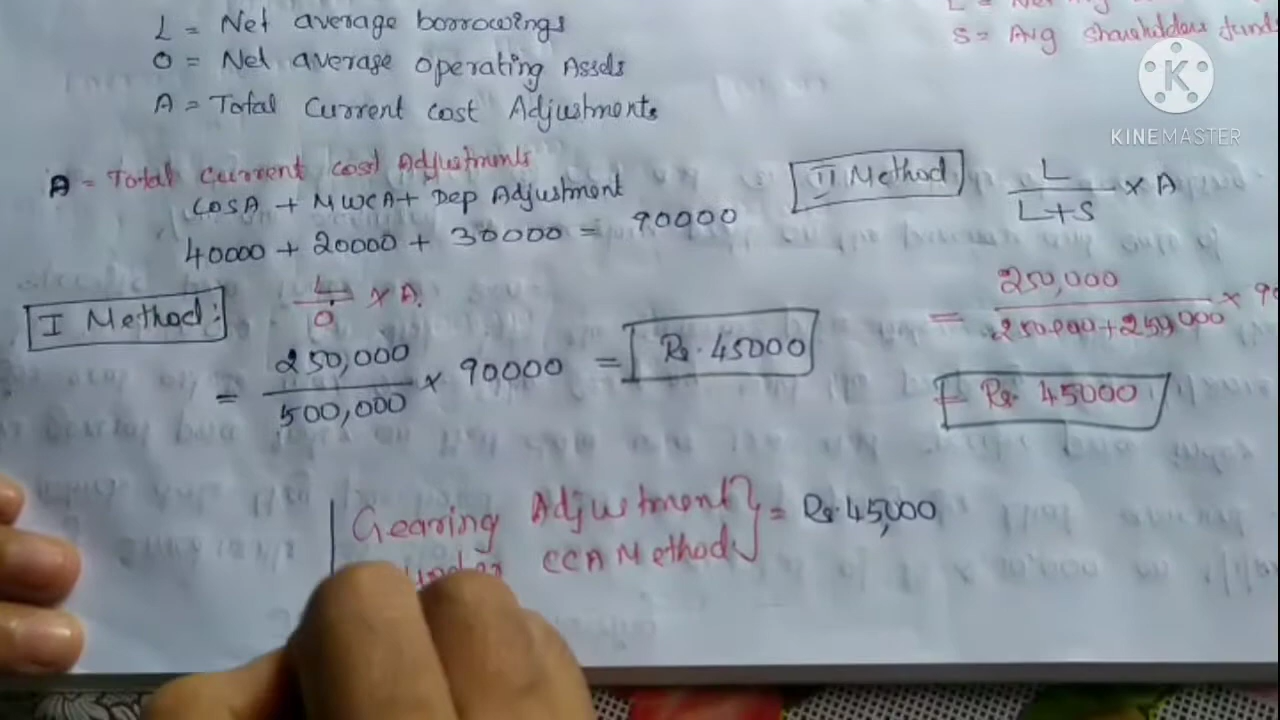 L = Net average borrowings
O = Net average operating Assets
A = Total Current cost Adjustments
S = Avg shareholders funds
KINEMASTER
A = Total Current cost Adjustments
COSA + MWCA + Dep Adjustment
40000 + 20000 + 30000 = 90000
II Method
L
L+S
× A
I Method:
L
O
× A.
= 250,000
500,000
× 90000 = Rs. 45000
= 250,000
250,000 + 250,000
× 90
= Rs. 45000
Gearing Adjustment } = Rs. 45,000
under CCA Method